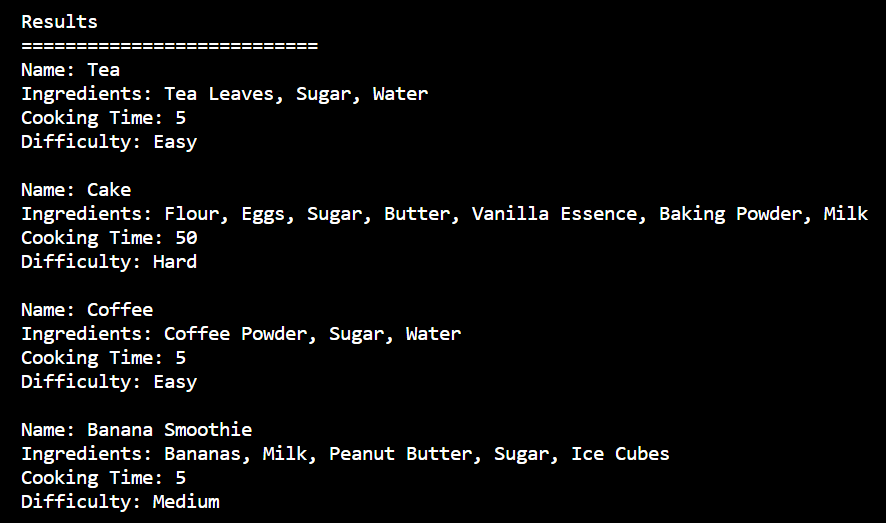 Results
===========================
Name: Tea
Ingredients: Tea Leaves, Sugar, Water
Cooking Time: 5
Difficulty: Easy

Name: Cake
Ingredients: Flour, Eggs, Sugar, Butter, Vanilla Essence, Baking Powder, Milk
Cooking Time: 50
Difficulty: Hard

Name: Coffee
Ingredients: Coffee Powder, Sugar, Water
Cooking Time: 5
Difficulty: Easy

Name: Banana Smoothie
Ingredients: Bananas, Milk, Peanut Butter, Sugar, Ice Cubes
Cooking Time: 5
Difficulty: Medium